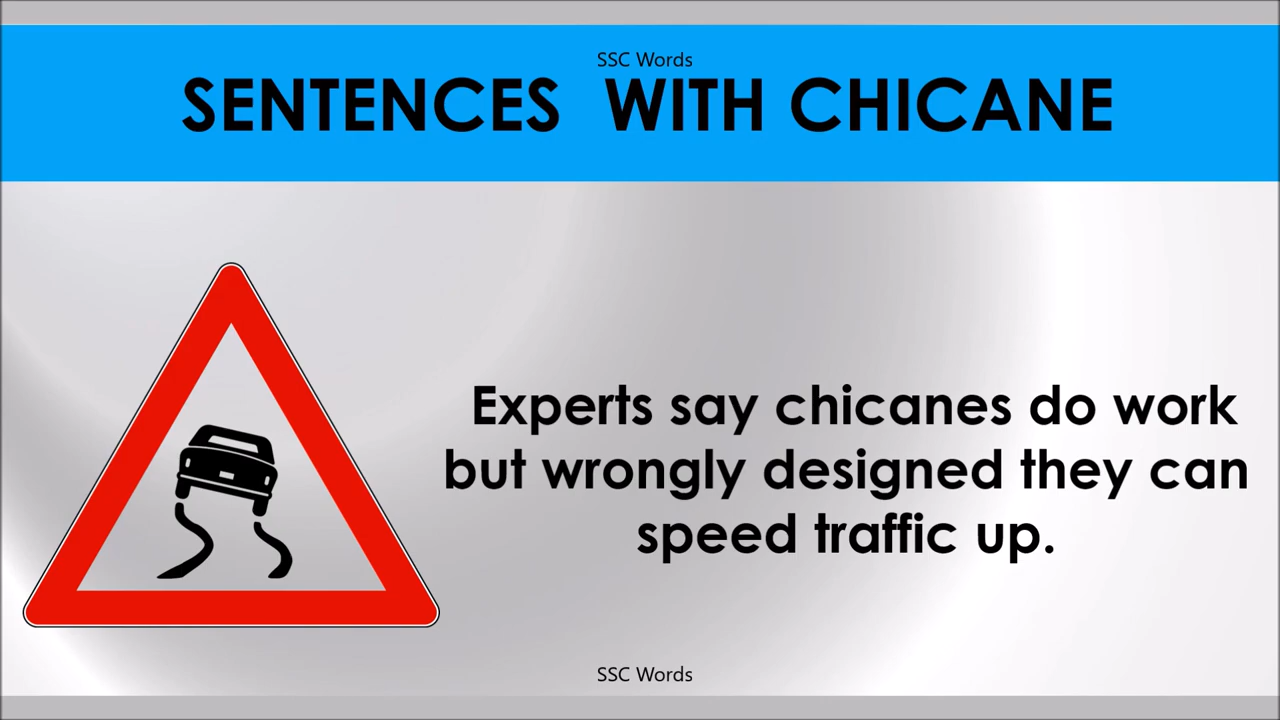 SSC Words
SENTENCES WITH CHICANE
Experts say chicanes do work
but wrongly designed they can
speed traffic up.
SSC Words